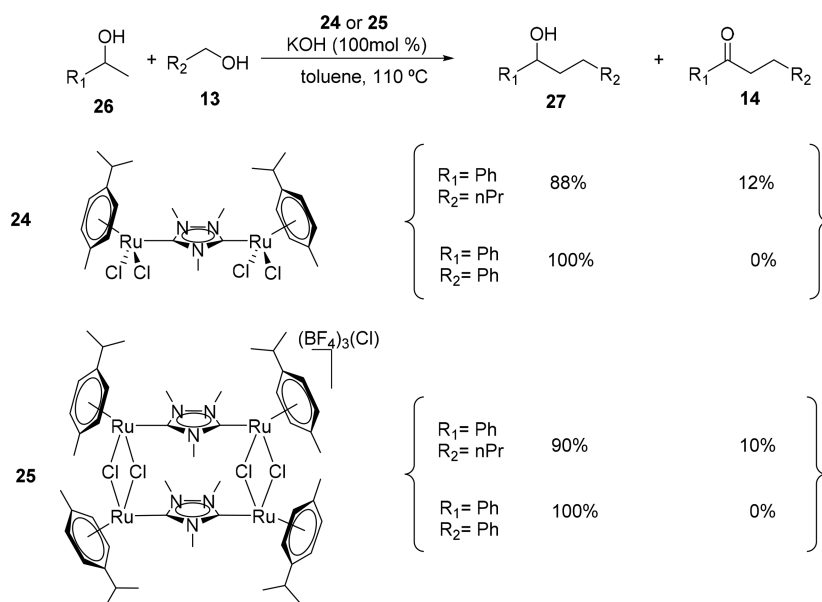 24 or 25
KOH (100mol %)
toluene, 110 ºC
OH
R1
26
+
R2
OH
13
OH
R1
R2
27
+
O
R1
R2
14
24
Ru
Cl
Cl
N
N
N
Ru
Cl
Cl
R1= Ph
R2= nPr
88%
12%
R1= Ph
R2= Ph
100%
0%
25
(BF4)3(Cl)
Ru
N
N
N
Ru
Cl
Cl
Cl
Cl
Ru
N
N
N
Ru
R1= Ph
R2= nPr
90%
10%
R1= Ph
R2= Ph
100%
0%